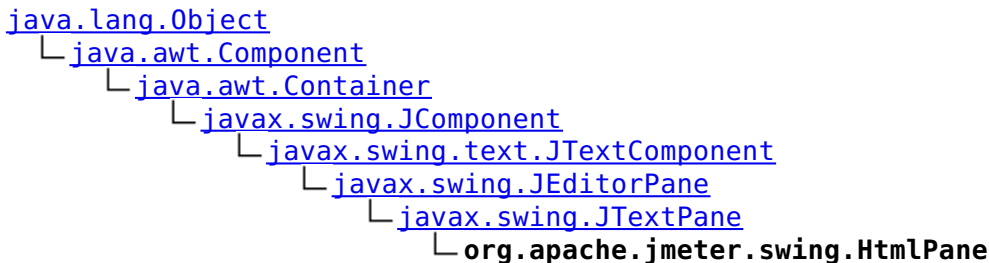 java.lang.Object
java.awt.Component
java.awt.Container
javax.swing.JComponent
javax.swing.text.JTextComponent
javax.swing.JEditorPane
javax.swing.JTextPane
org.apache.jmeter.swing.HtmlPane